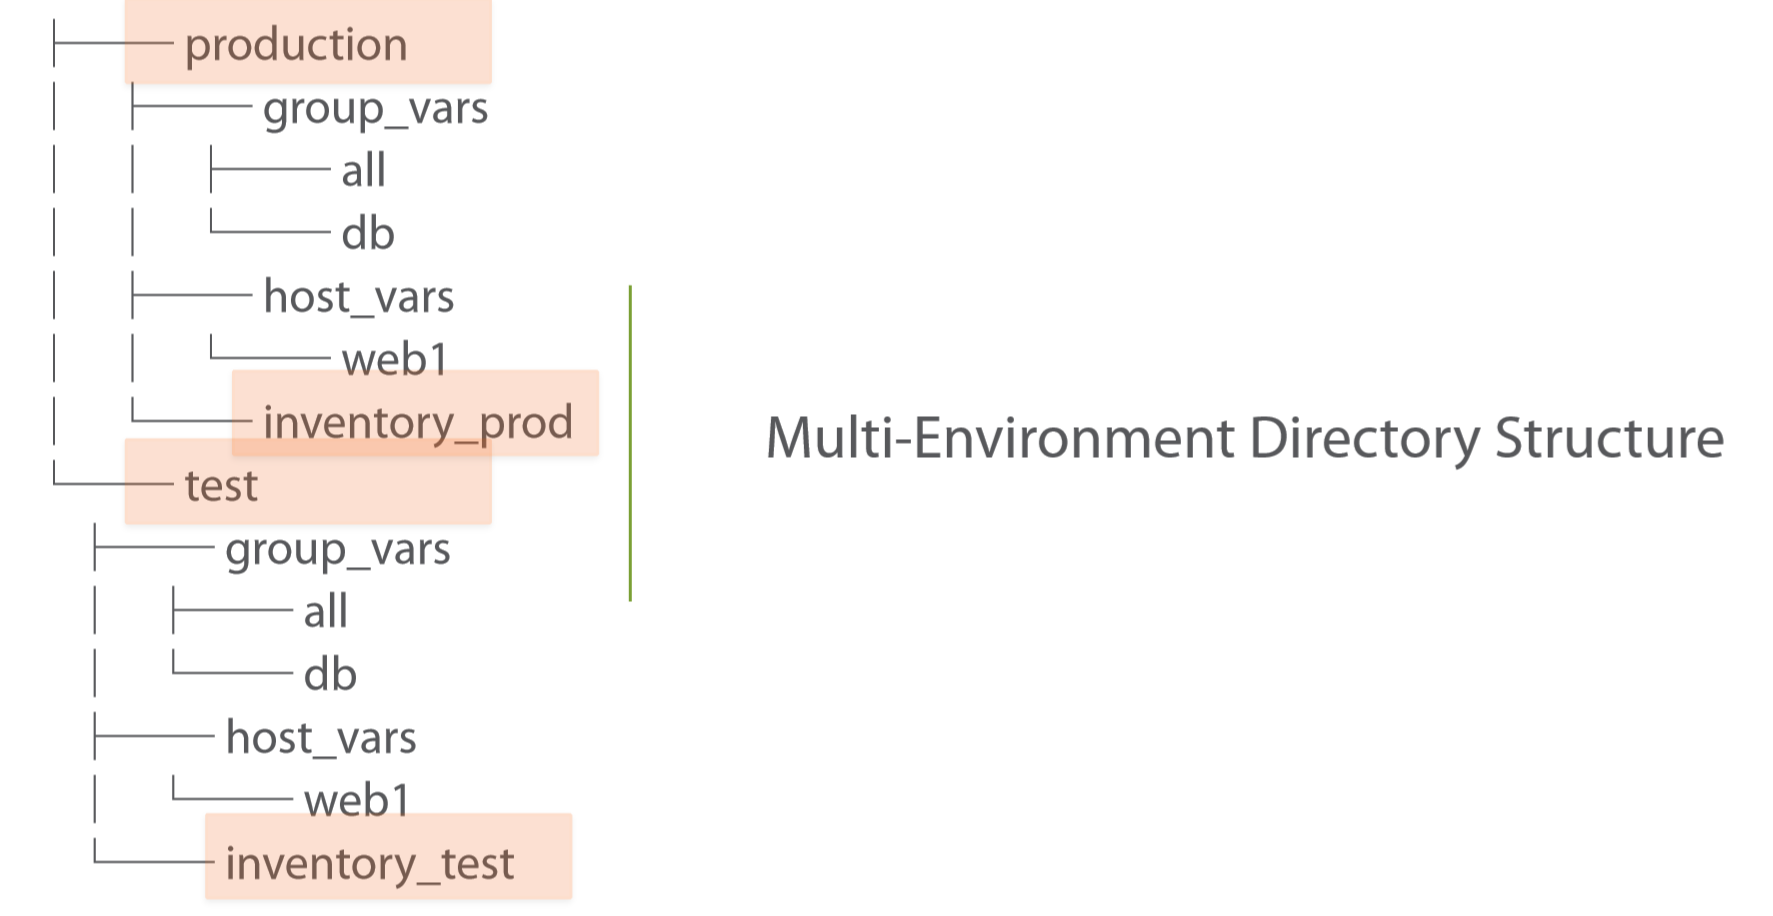 production
group_vars
all
db
host_vars
web1
inventory_prod
test
group_vars
all
db
host_vars
web1
inventory_test
Multi-Environment Directory Structure